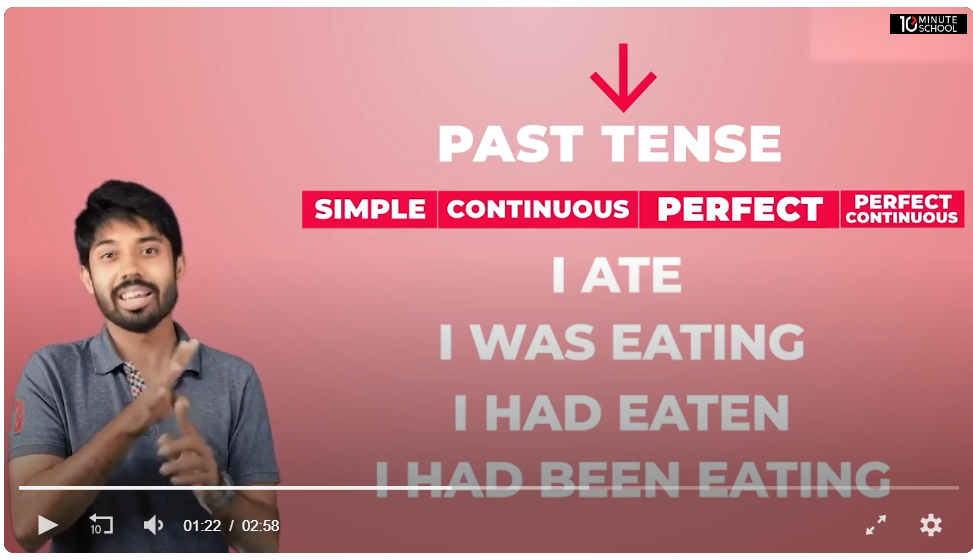 10 MINUTE
SCHOOL
PAST TENSE
SIMPLE CONTINUOUS PERFECT PERFECT CONTINUOUS
I ATE
I WAS EATING
I HAD EATEN
I HAD BEEN EATING
10 01:22 / 02:58